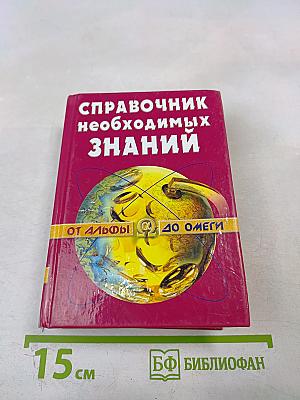 СПРАВОЧНИК
необходимых
ЗНАНИЙ
ОТ АЛЬФЫ
ДО ОМЕГИ
15 см
БФ БИБЛИОФАН